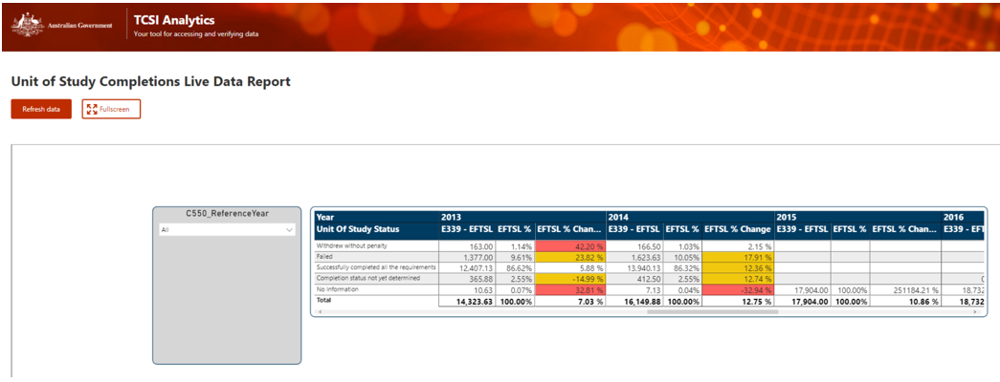 Australian Government
TCSI Analytics
Your tool for accessing and verifying data
Unit of Study Completions Live Data Report
Refresh data
Fullscreen
C550_ReferenceYear
All
Year 2013 2014 2015 2016
Unit Of Study Status E339 - EFTSL EFTSL % EFTSL % Chan... E339 - EFTSL EFTSL % EFTSL % Change E339 - EFTSL EFTSL % EFTSL % Chan... E339 - EFT
Withdrew without penalty 163.00 1.14% 42.20 % 166.50 1.03% 2.15 %
Failed 1,377.00 9.61% 23.82 % 1,623.63 10.05% 17.91 %
Successfully completed all the requirements 12,407.13 86.62% 5.88 % 13,940.13 86.32% 12.36 %
Completion status not yet determined 365.88 2.55% -14.99 % 412.50 2.55% 12.74 %
No Information 10.63 0.07% 32.81 % 7.13 0.04% -32.94 % 17,904.00 100.00% 251184.21 % 18,732
Total 14,323.63 100.00% 7.03 % 16,149.88 100.00% 12.75 % 17,904.00 100.00% 10.86 % 18,732